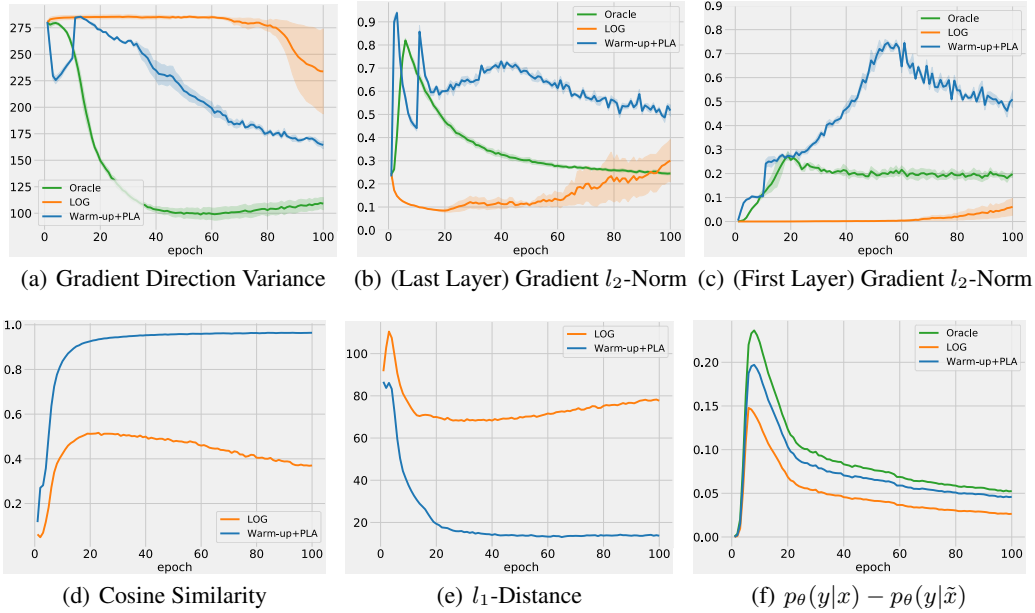 275
250
225
200
175
150
125
100
Oracle
LOG
Warm-up+PLA
0 20 40 60 80 100
epoch
(a) Gradient Direction Variance
0.9
0.8
0.7
0.6
0.5
0.4
0.3
0.2
0.1
0.0
Oracle
LOG
Warm-up+PLA
0 20 40 60 80 100
epoch
(b) (Last Layer) Gradient l₂-Norm
0.9
0.8
0.7
0.6
0.5
0.4
0.3
0.2
0.1
0.0
Oracle
LOG
Warm-up+PLA
0 20 40 60 80 100
epoch
(c) (First Layer) Gradient l₂-Norm
1.0
0.8
0.6
0.4
0.2
LOG
Warm-up+PLA
0 20 40 60 80 100
epoch
(d) Cosine Similarity
100
80
60
40
20
LOG
Warm-up+PLA
0 20 40 60 80 100
epoch
(e) l₁-Distance
0.20
0.15
0.10
0.05
0.00
Oracle
LOG
Warm-up+PLA
0 20 40 60 80 100
epoch
(f) pθ(y|x) − pθ(y|x̃)